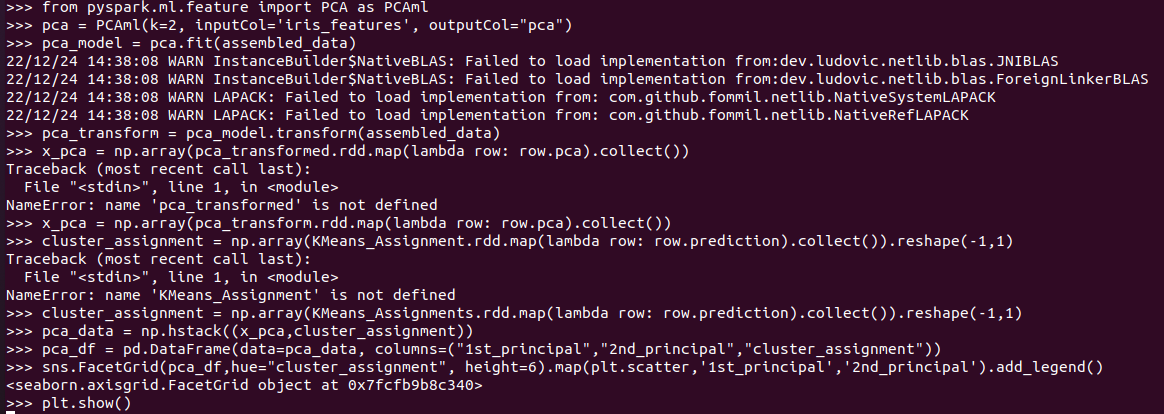 >>> from pyspark.ml.feature import PCA as PCAml
>>> pca = PCAml(k=2, inputCol='iris_features', outputCol="pca")
>>> pca_model = pca.fit(assembled_data)
22/12/24 14:38:08 WARN InstanceBuilder$NativeBLAS: Failed to load implementation from:dev.ludovic.netlib.blas.JNIBLAS
22/12/24 14:38:08 WARN InstanceBuilder$NativeBLAS: Failed to load implementation from:dev.ludovic.netlib.blas.ForeignLinkerBLAS
22/12/24 14:38:08 WARN LAPACK: Failed to load implementation from: com.github.fommil.netlib.NativeSystemLAPACK
22/12/24 14:38:08 WARN LAPACK: Failed to load implementation from: com.github.fommil.netlib.NativeRefLAPACK
>>> pca_transform = pca_model.transform(assembled_data)
>>> x_pca = np.array(pca_transformed.rdd.map(lambda row: row.pca).collect())
Traceback (most recent call last):
  File "<stdin>", line 1, in <module>
NameError: name 'pca_transformed' is not defined
>>> x_pca = np.array(pca_transform.rdd.map(lambda row: row.pca).collect())
>>> cluster_assignment = np.array(KMeans_Assignment.rdd.map(lambda row: row.prediction).collect()).reshape(-1,1)
Traceback (most recent call last):
  File "<stdin>", line 1, in <module>
NameError: name 'KMeans_Assignment' is not defined
>>> cluster_assignment = np.array(KMeans_Assignments.rdd.map(lambda row: row.prediction).collect()).reshape(-1,1)
>>> pca_data = np.hstack((x_pca,cluster_assignment))
>>> pca_df = pd.DataFrame(data=pca_data, columns=("1st_principal","2nd_principal","cluster_assignment"))
>>> sns.FacetGrid(pca_df,hue="cluster_assignment", height=6).map(plt.scatter,'1st_principal','2nd_principal').add_legend()
<seaborn.axisgrid.FacetGrid object at 0x7fcfb9b8c340>
>>> plt.show()